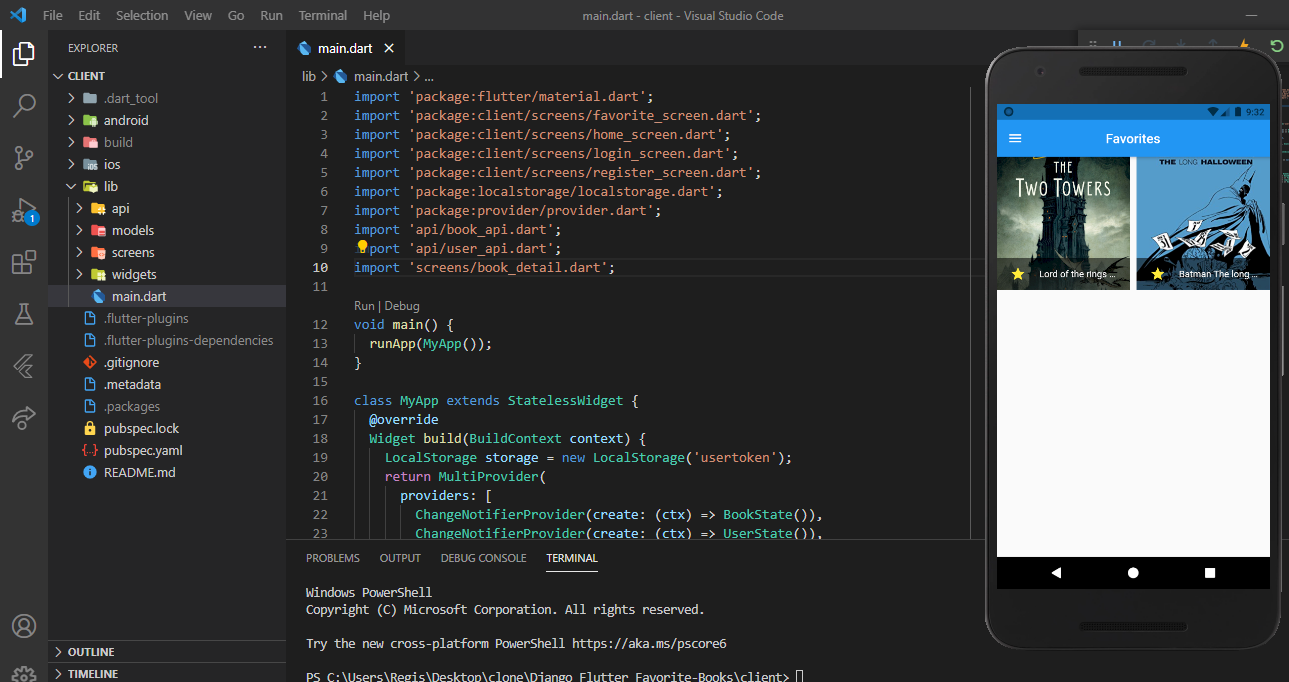 File Edit Selection View Go Run Terminal Help
main.dart - client - Visual Studio Code
EXPLORER
CLIENT
.dart_tool
android
build
ios
lib
api
models
screens
widgets
main.dart
.flutter-plugins
.flutter-plugins-dependencies
.gitignore
.metadata
.packages
pubspec.lock
pubspec.yaml
README.md
OUTLINE
TIMELINE
1
main.dart
lib > main.dart > ...
1 import 'package:flutter/material.dart';
2 import 'package:client/screens/favorite_screen.dart';
3 import 'package:client/screens/home_screen.dart';
4 import 'package:client/screens/login_screen.dart';
5 import 'package:client/screens/register_screen.dart';
6 import 'package:localstorage/localstorage.dart';
7 import 'package:provider/provider.dart';
8 import 'api/book_api.dart';
9 port 'api/user_api.dart';
10 import 'screens/book_detail.dart';
11
Run | Debug
12 void main() {
13 runApp(MyApp());
14 }
15
16 class MyApp extends StatelessWidget {
17 @override
18 Widget build(BuildContext context) {
19 LocalStorage storage = new LocalStorage('usertoken');
20 return MultiProvider(
21 providers: [
22 ChangeNotifierProvider(create: (ctx) => BookState()),
23 ChangeNotifierProvider(create: (ctx) => UserState()),
PROBLEMS OUTPUT DEBUG CONSOLE TERMINAL
Windows PowerShell
Copyright (C) Microsoft Corporation. All rights reserved.
Try the new cross-platform PowerShell https://aka.ms/pscore6
PS C:\Users\Regis\Desktop\clone\Django_Flutter_Favorite-Books\client>
9:32
Favorites
THE
TWO TOWERS
Lord of the rings ...
THE LONG HALLOWEEN
31
Batman The long ...